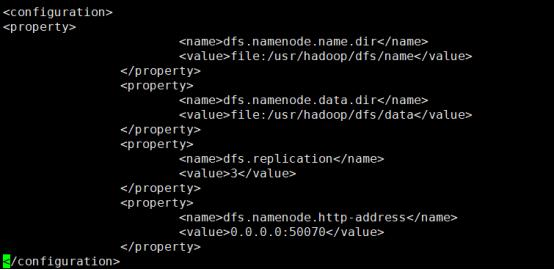 <configuration>
<property>
<name>dfs.namenode.name.dir</name>
<value>file:/usr/hadoop/dfs/name</value>
</property>
<property>
<name>dfs.namenode.data.dir</name>
<value>file:/usr/hadoop/dfs/data</value>
</property>
<property>
<name>dfs.replication</name>
<value>3</value>
</property>
<property>
<name>dfs.namenode.http-address</name>
<value>0.0.0.0:50070</value>
</property>
</configuration>